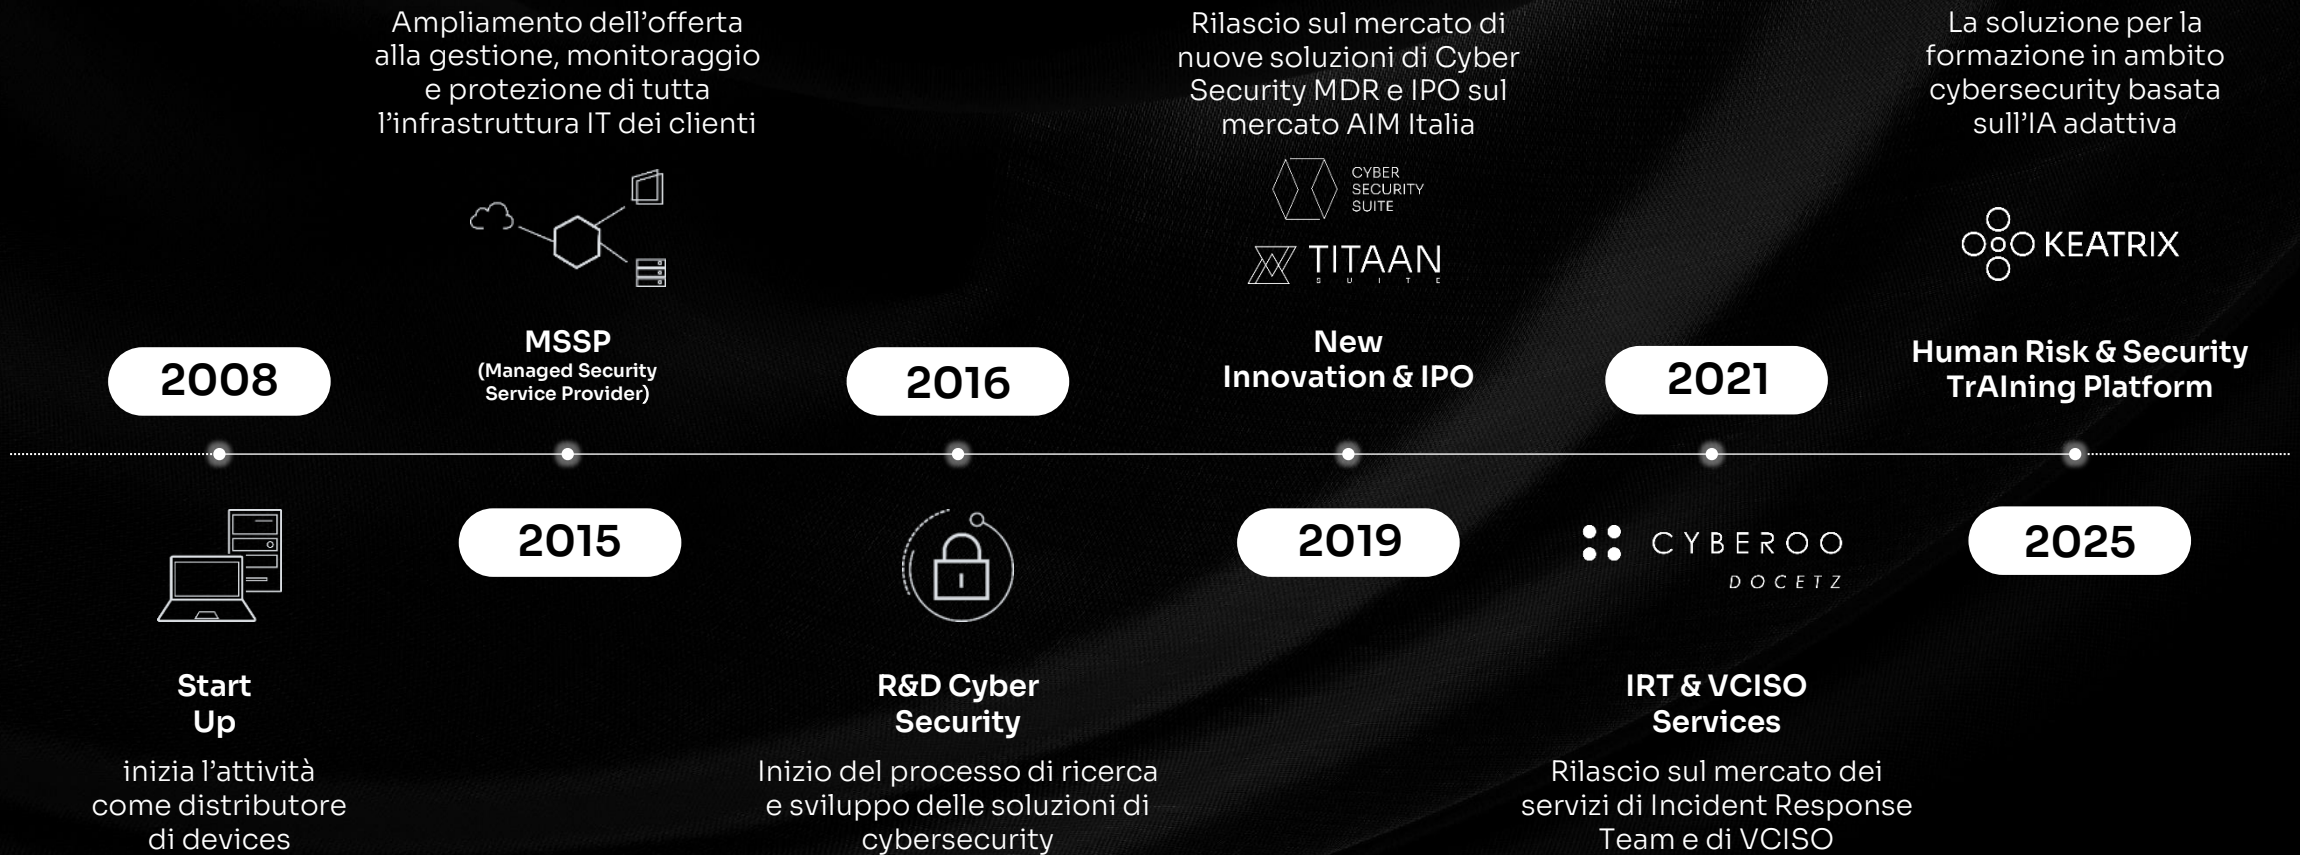 2008
Start
Up
inizia l’attività
come distributore
di devices
Ampliamento dell’offerta
alla gestione, monitoraggio
e protezione di tutta
l’infrastruttura IT dei clienti
MSSP
(Managed Security
Service Provider)
2015
2016
R&D Cyber
Security
Inizio del processo di ricerca
e sviluppo delle soluzioni di
cybersecurity
Rilascio sul mercato di
nuove soluzioni di Cyber
Security MDR e IPO sul
mercato AIM Italia
CYBER
SECURITY
SUITE
TITAAN
SUITE
New
Innovation & IPO
2019
2021
CYBEROO
DOCETZ
IRT & VCISO
Services
Rilascio sul mercato dei
servizi di Incident Response
Team e di VCISO
La soluzione per la
formazione in ambito
cybersecurity basata
sull’IA adattiva
KEATRIX
Human Risk & Security
TrAIning Platform
2025